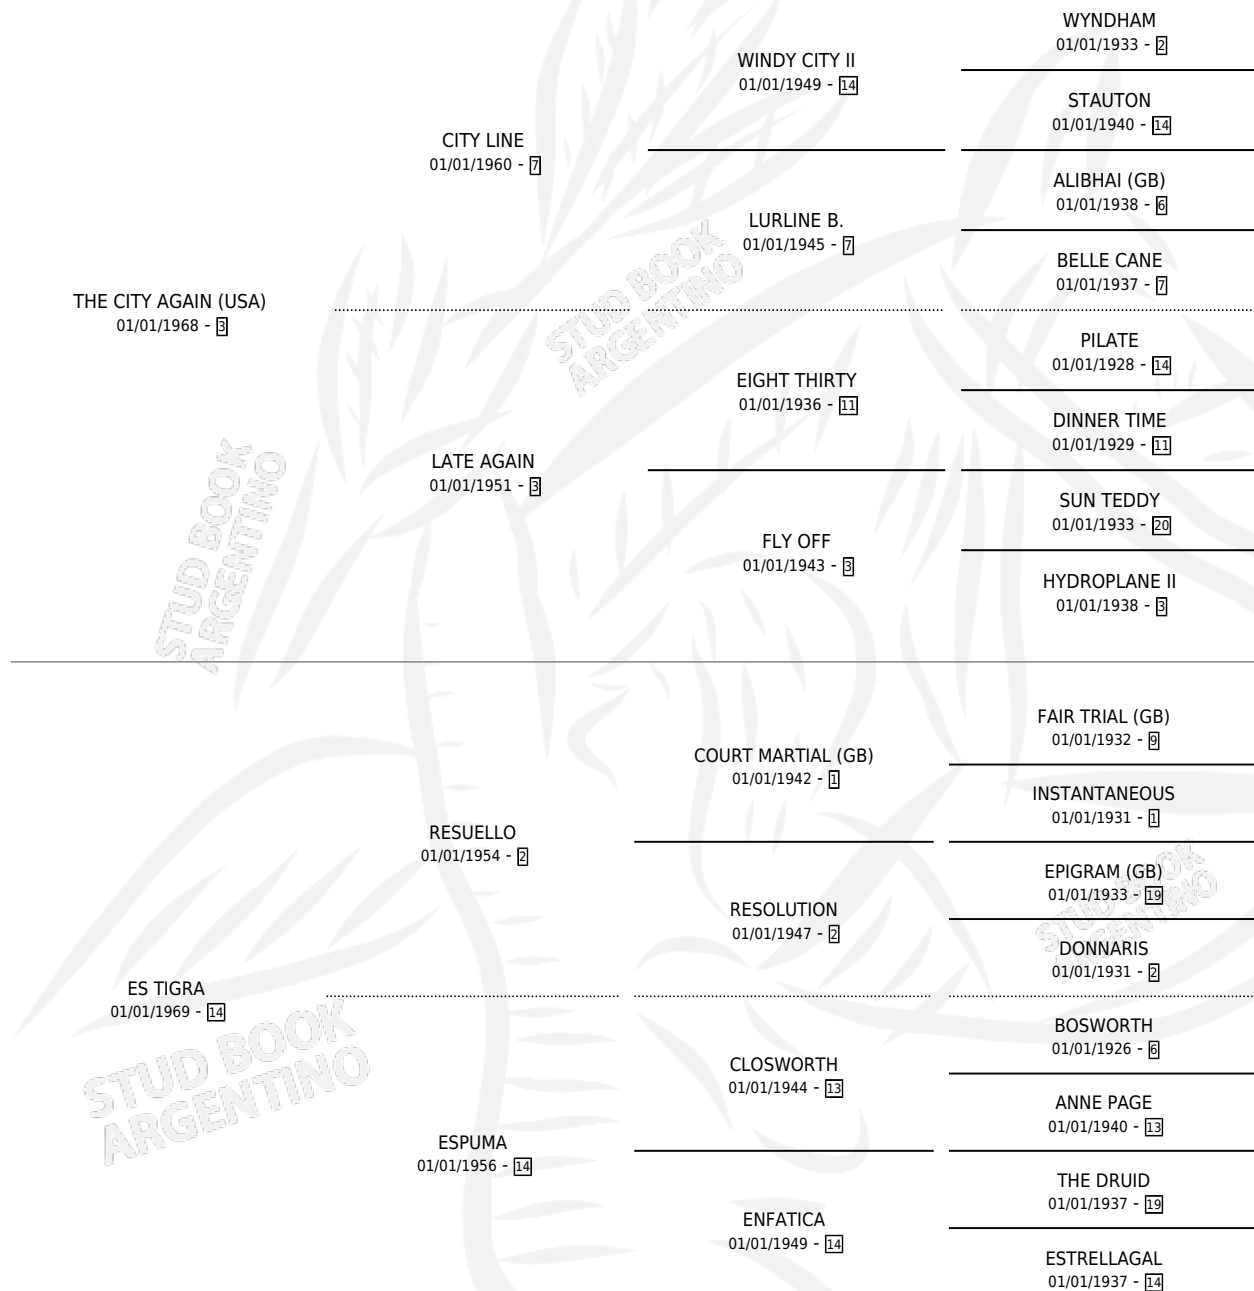 WYNDHAM
01/01/1933 - 2
WINDY CITY II
01/01/1949 - 14
STAUTON
01/01/1940 - 14
CITY LINE
01/01/1960 - 7
ALIBHAI (GB)
01/01/1938 - 6
LURLINE B.
01/01/1945 - 7
BELLE CANE
01/01/1937 - 7
THE CITY AGAIN (USA)
01/01/1968 - 3
PILATE
01/01/1928 - 14
EIGHT THIRTY
01/01/1936 - 11
DINNER TIME
01/01/1929 - 11
LATE AGAIN
01/01/1951 - 3
SUN TEDDY
01/01/1933 - 20
FLY OFF
01/01/1943 - 3
HYDROPLANE II
01/01/1938 - 3
FAIR TRIAL (GB)
01/01/1932 - 9
COURT MARTIAL (GB)
01/01/1942 - 1
INSTANTANEOUS
01/01/1931 - 1
RESUELLO
01/01/1954 - 2
EPIGRAM (GB)
01/01/1933 - 19
RESOLUTION
01/01/1947 - 2
DONNARIS
01/01/1931 - 2
ES TIGRA
01/01/1969 - 14
BOSWORTH
01/01/1926 - 6
CLOSWORTH
01/01/1944 - 13
ANNE PAGE
01/01/1940 - 13
ESPUMA
01/01/1956 - 14
THE DRUID
01/01/1937 - 19
ENFATICA
01/01/1949 - 14
ESTRELLAGAL
01/01/1937 - 14
STUD BOOK
ARGENTINO
STUD BOOK
ARGENTINO
STUD BOOK
ARGENTINO
STUD BOOK
ARGENTINO